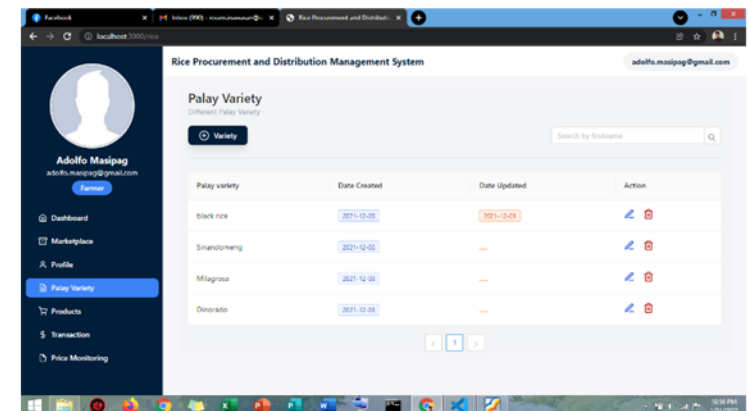 Facebook
Rice Procurement and Distributi
localhost:3000/rice
Rice Procurement and Distribution Management System
adolfo.masipag@gmail.com
Adolfo Masipag
adolfo.masipag@gmail.com
Farmer
Dashboard
Marketplace
Profile
Palay Variety
Products
Transaction
Price Monitoring
Palay Variety
Different Palay Variety
Variety
Search by firstname
Palay variety Date Created Date Updated Action
black rice 2021-12-03 2021-12-03
Sinandomeng 2021-12-03
Milagrosa 2021-12-03
Dinorado 2021-12-03
1
10:56 PM